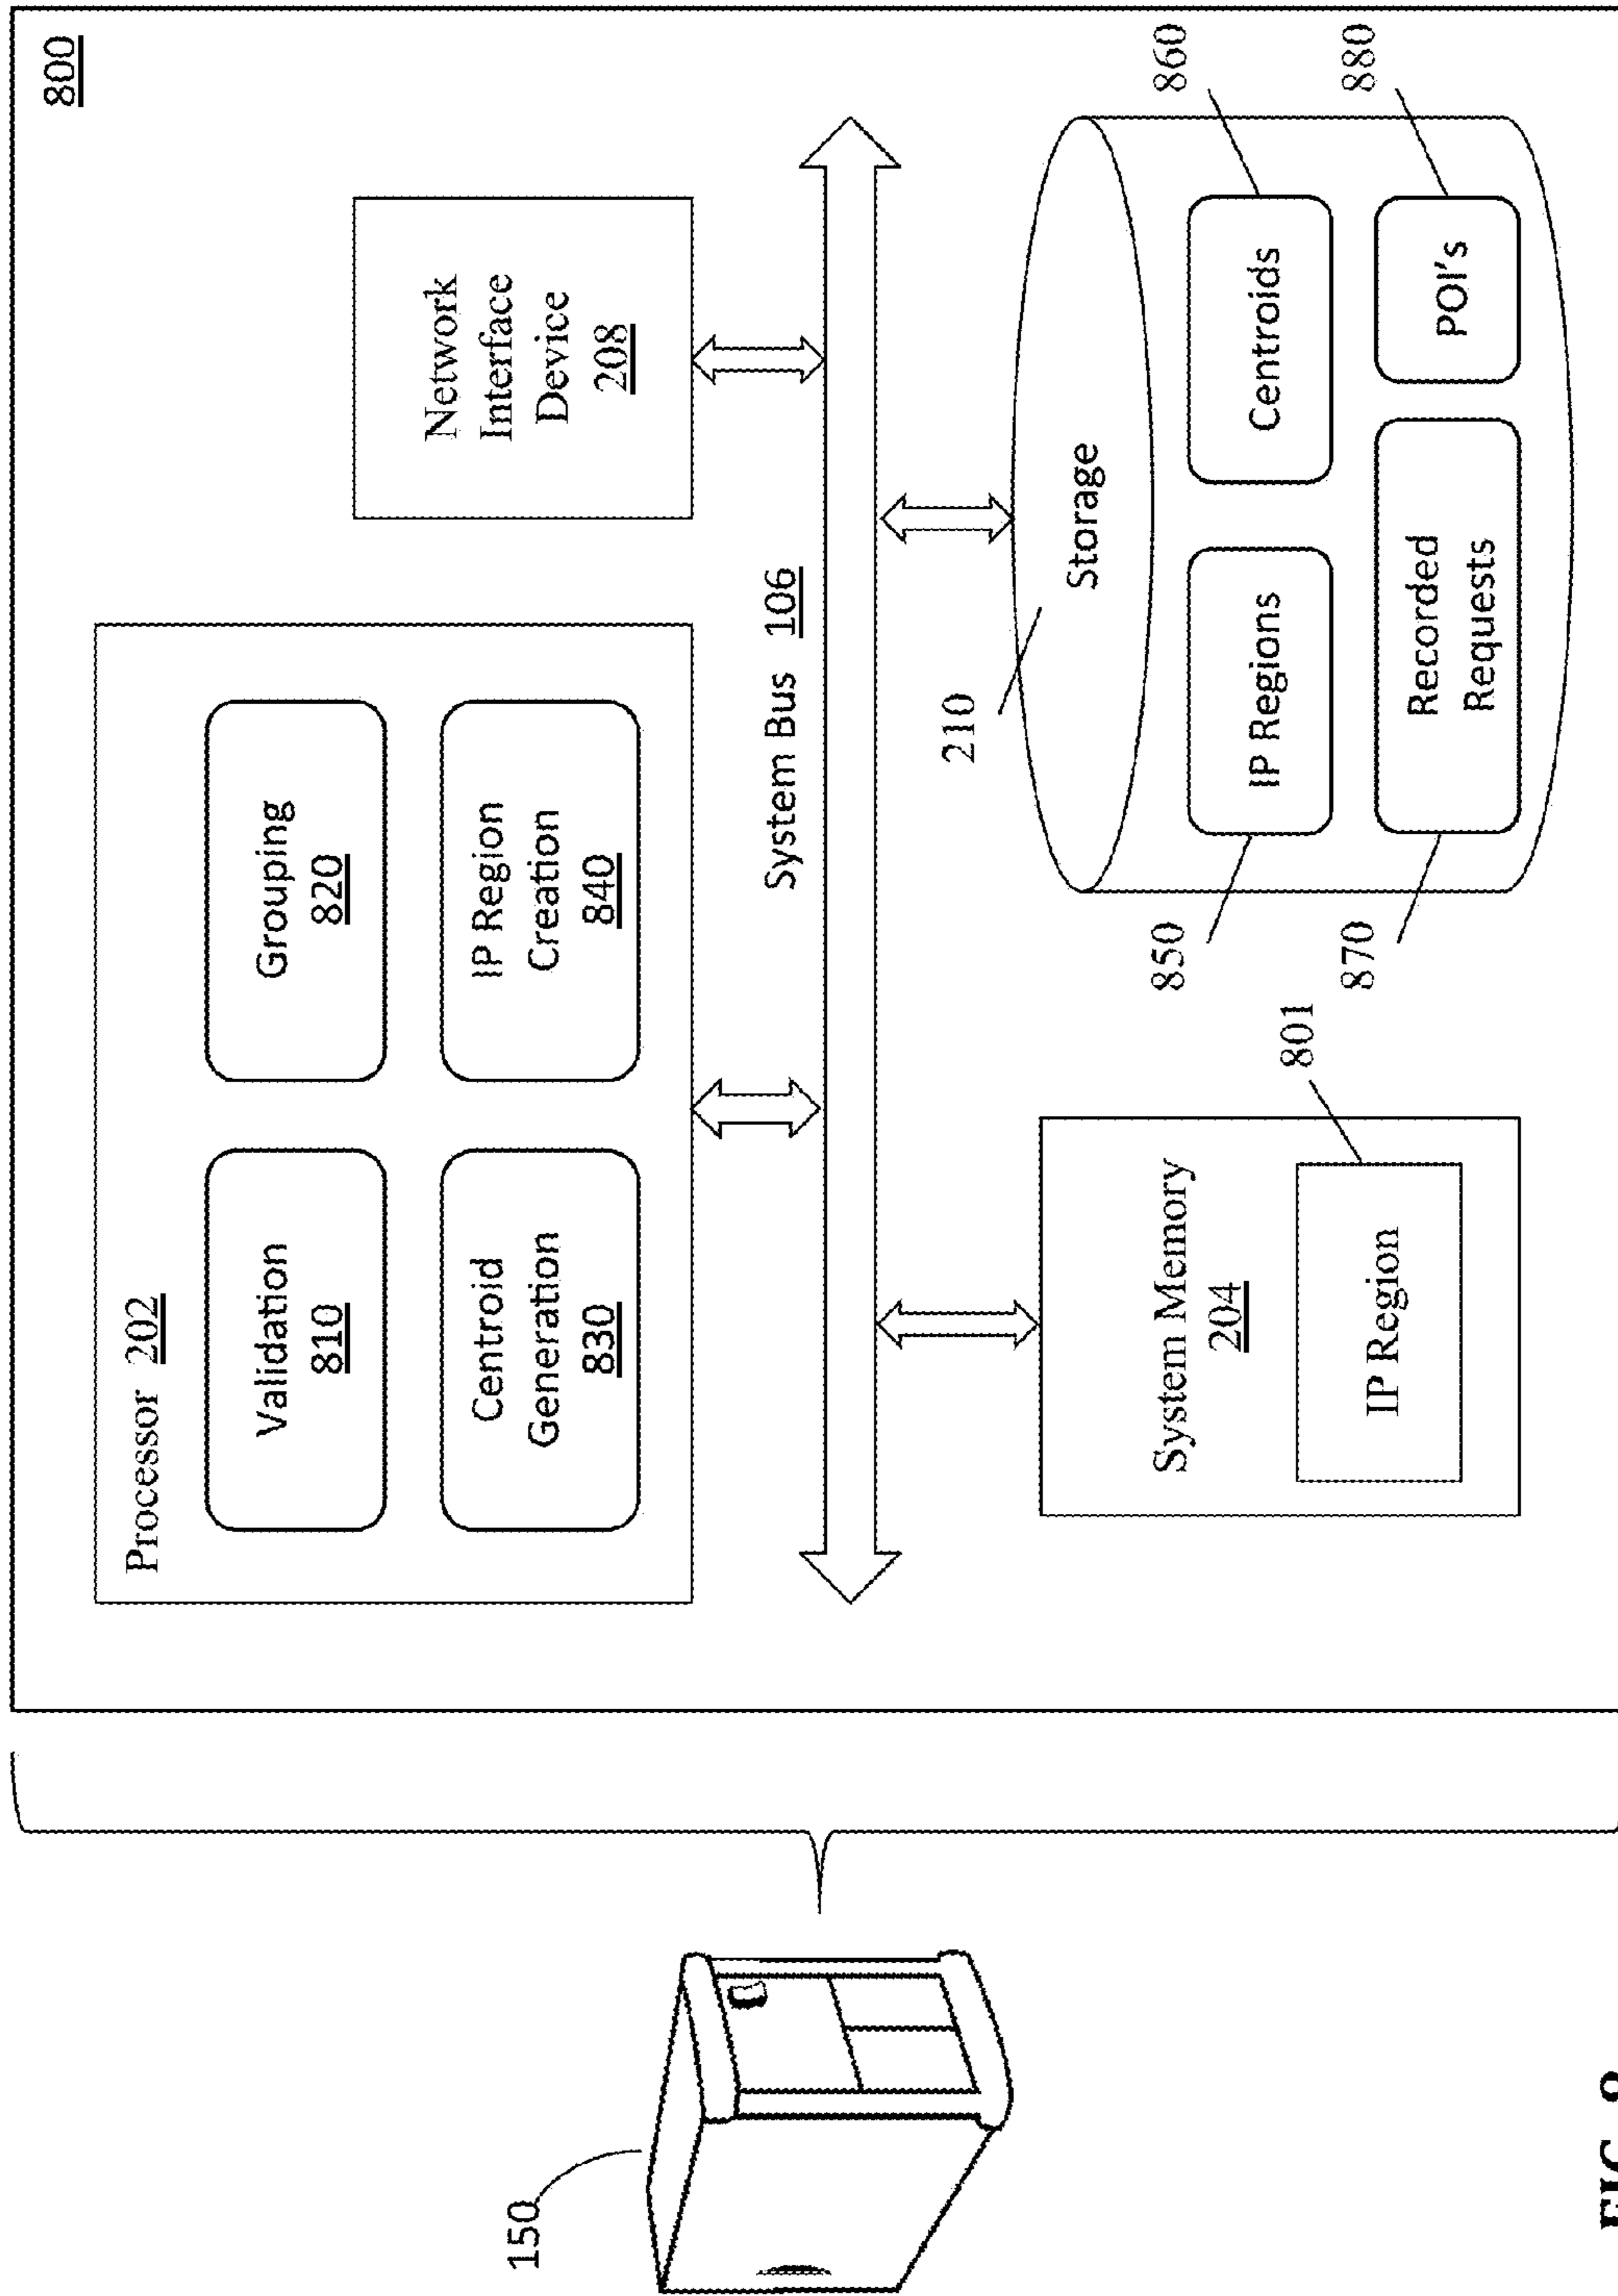 800
Processor 202
Validation
810
Grouping
820
Centroid
Generation
830
IP Region
Creation
840
Network
Interface
Device
208
System Bus 106
150
System Memory
204
IP Region
801
210
Storage
850
IP Regions
Centroids
860
870
Recorded
Requests
POI's
880
FIG. 8